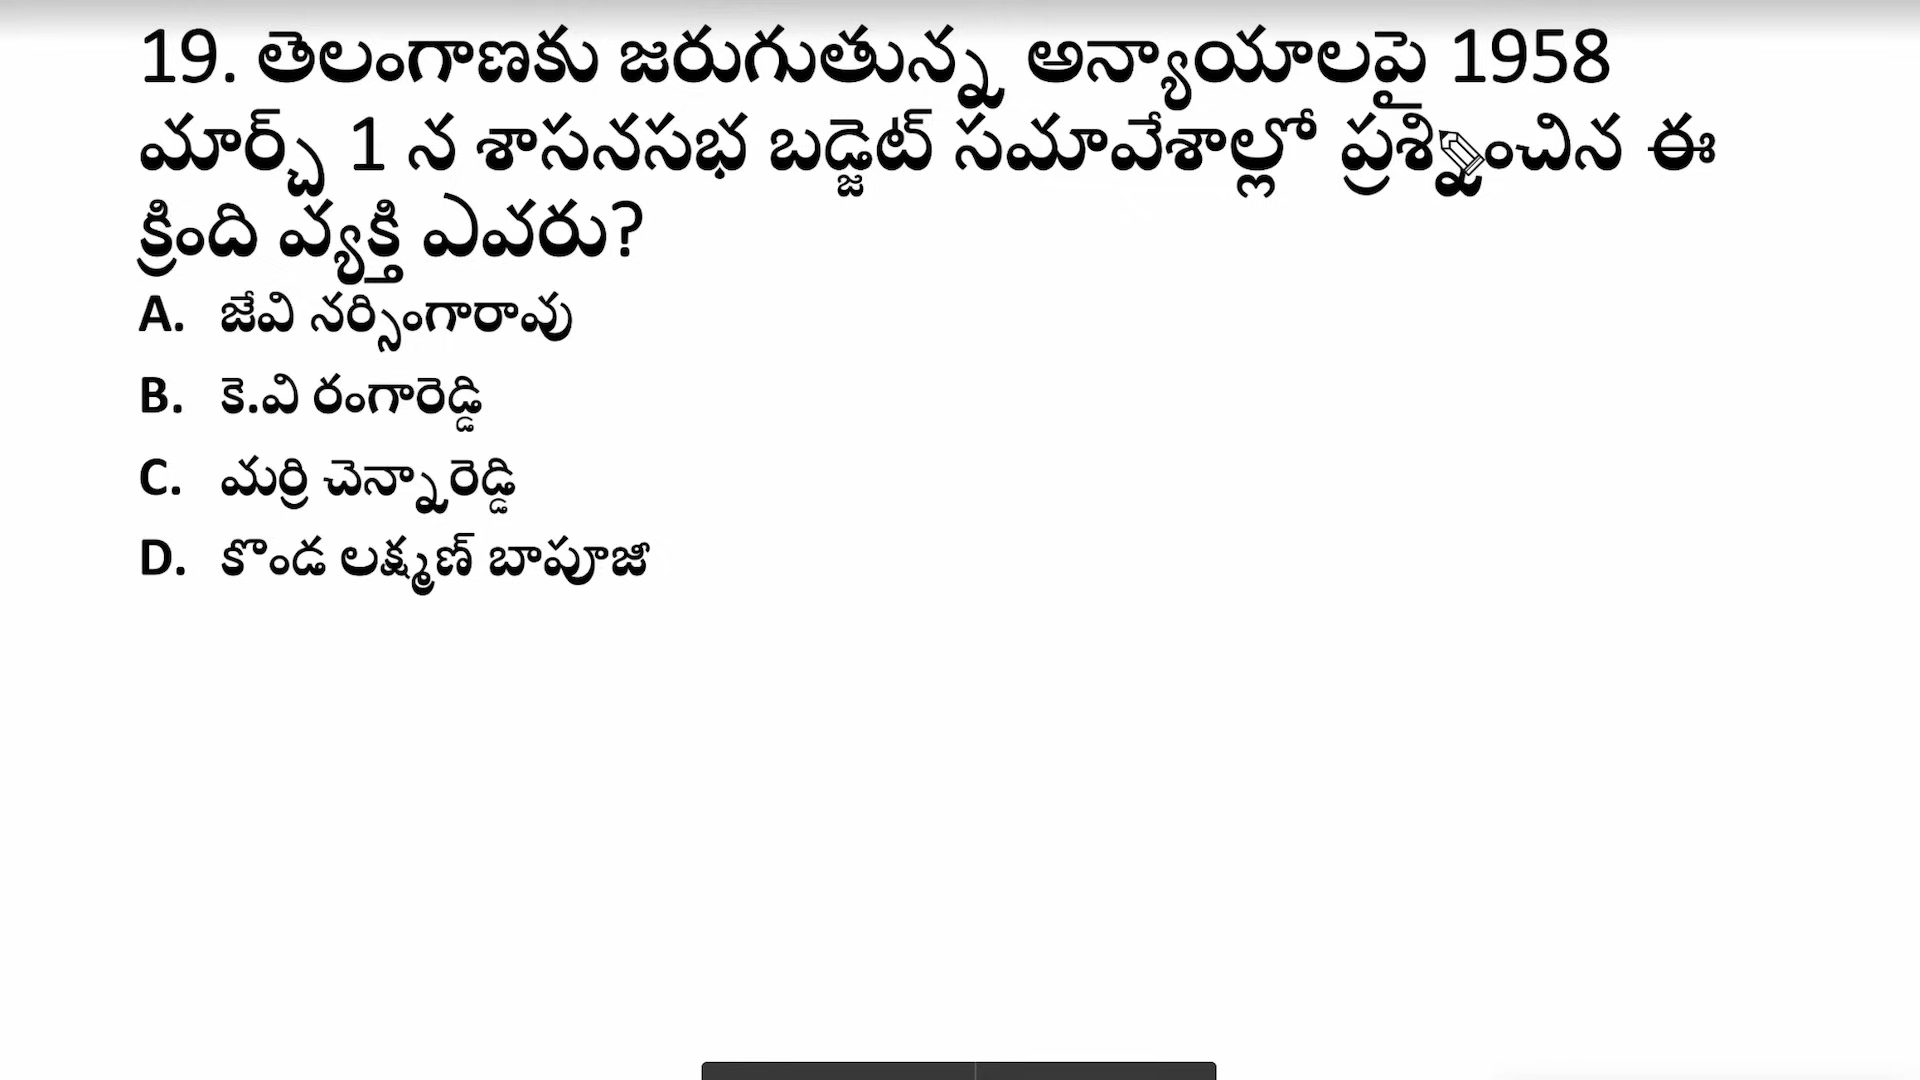 19. తెలంగాణకు జరుగుతున్న అన్యాయాలపై 1958
మార్చ్ 1 న శాసనసభ బడ్జెట్ సమావేశాల్లో ప్రశ్నించిన ఈ
క్రింది వ్యక్తి ఎవరు?
A. జేవి నర్సింగారావు
B. కె.వి రంగారెడ్డి
C. మర్రి చెన్నారెడ్డి
D. కొండ లక్ష్మణ్ బాపూజీ